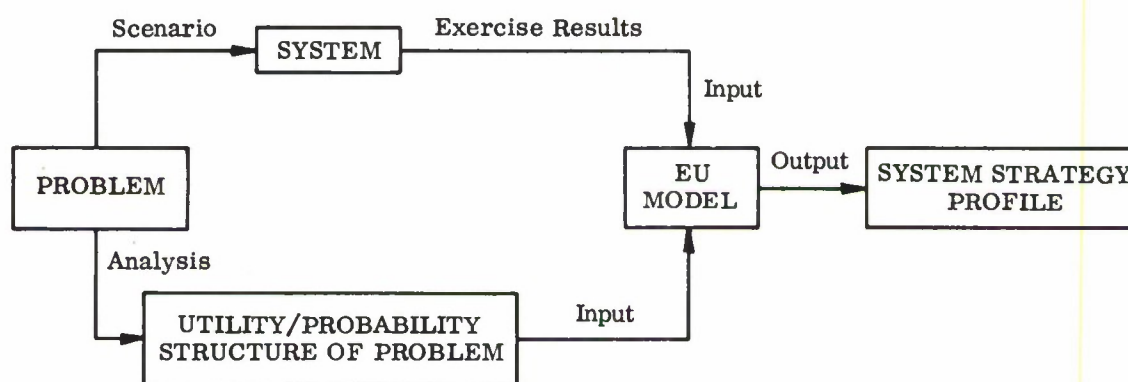 Scenario
SYSTEM
Exercise Results
Input
PROBLEM
EU
MODEL
Output
SYSTEM STRATEGY
PROFILE
Analysis
UTILITY/PROBABILITY
STRUCTURE OF PROBLEM
Input